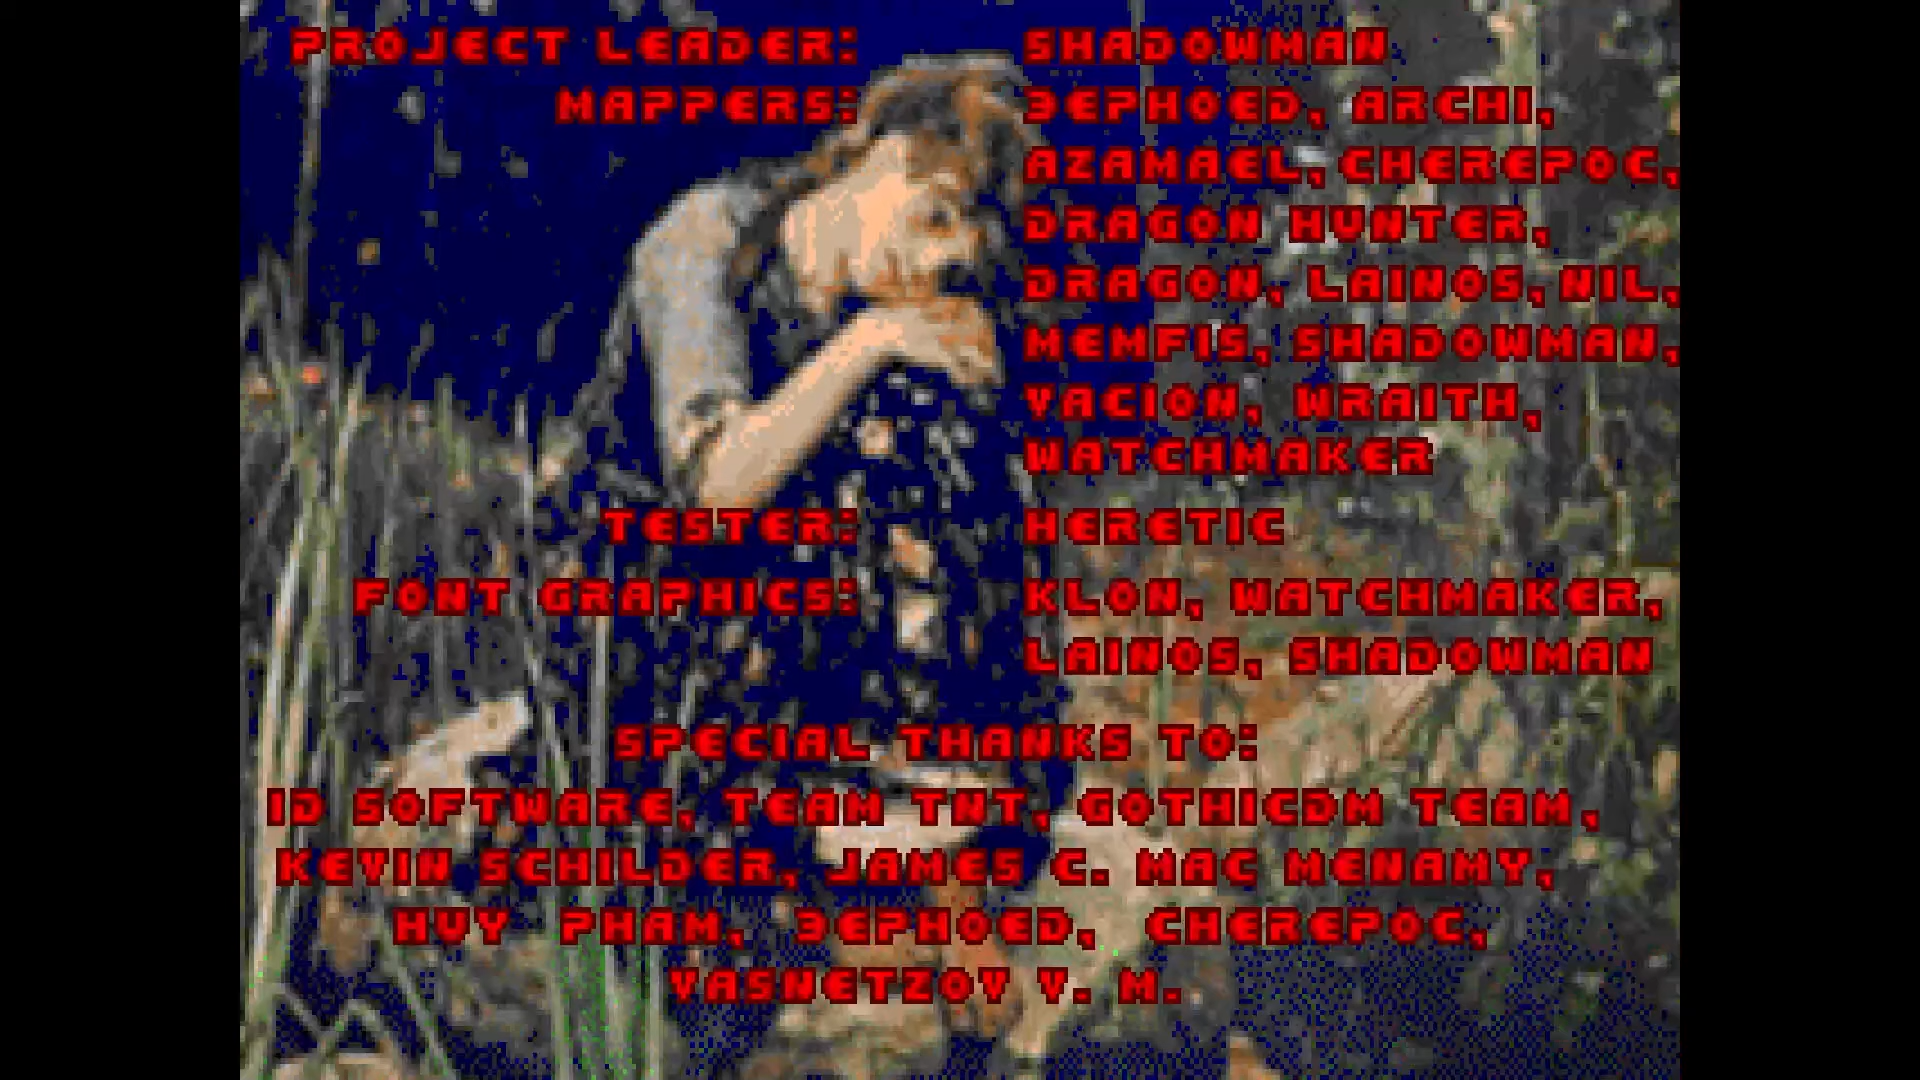 PROJECT LEADER: SHADOWMAN
MAPPERS: 3EPHOED, ARCHI,
AZAMAEL, CHEREPOC,
DRAGON HUNTER,
DRAGON, LAINOS, NIL,
MEMFIS, SHADOWMAN,
VACION, WRAITH,
WATCHMAKER
TESTER: HERETIC
FONT GRAPHICS: KLON, WATCHMAKER,
LAINOS, SHADOWMAN
SPECIAL THANKS TO:
ID SOFTWARE, TEAM TNT, GOTHICDM TEAM,
KEVIN SCHILDER, JAMES C. MAC MENAMY,
HUY PHAM, 3EPHOED, CHEREPOC,
VASNETZOV V. M.